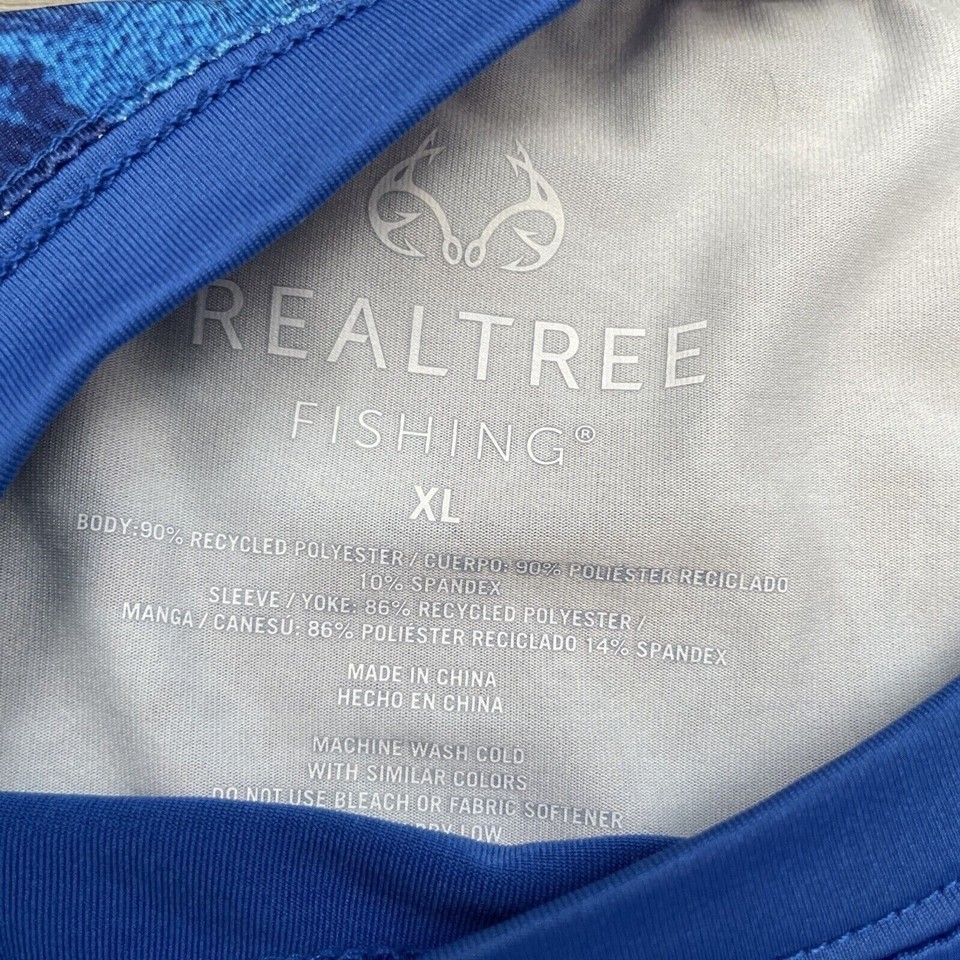 REALTREE
FISHING®
XL
BODY:90% RECYCLED POLYESTER / CUERPO: 90% POLIÉSTER RECICLADO
10% SPANDEX
SLEEVE / YOKE: 86% RECYCLED POLYESTER /
MANGA / CANESÚ: 86% POLIÉSTER RECICLADO 14% SPANDEX
MADE IN CHINA
HECHO EN CHINA
MACHINE WASH COLD
WITH SIMILAR COLORS
DO NOT USE BLEACH OR FABRIC SOFTENER
DRY LOW